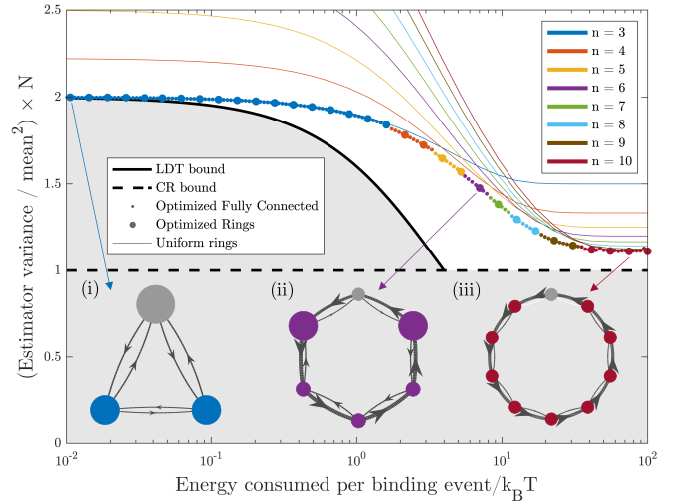 2.5
2
1.5
1
0.5
0
(Estimator variance / mean²) × N
n = 3
n = 4
n = 5
n = 6
n = 7
n = 8
n = 9
n = 10
LDT bound
CR bound
Optimized Fully Connected
Optimized Rings
Uniform rings
(i)
(ii)
(iii)
10⁻² 10⁻¹ 10⁰ 10¹ 10²
Energy consumed per binding event/k_BT